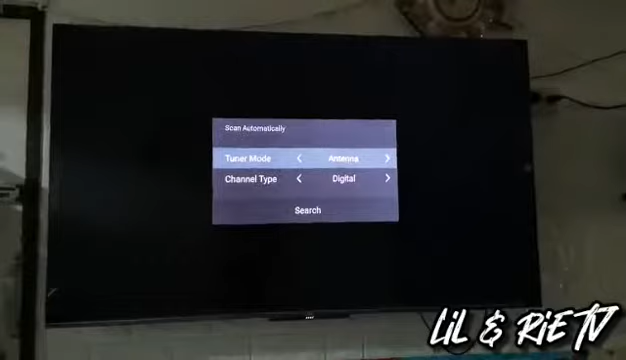 Scan Automatically
Tuner Mode < Antenna >
Channel Type < Digital >
Search
LiL & RiE TV